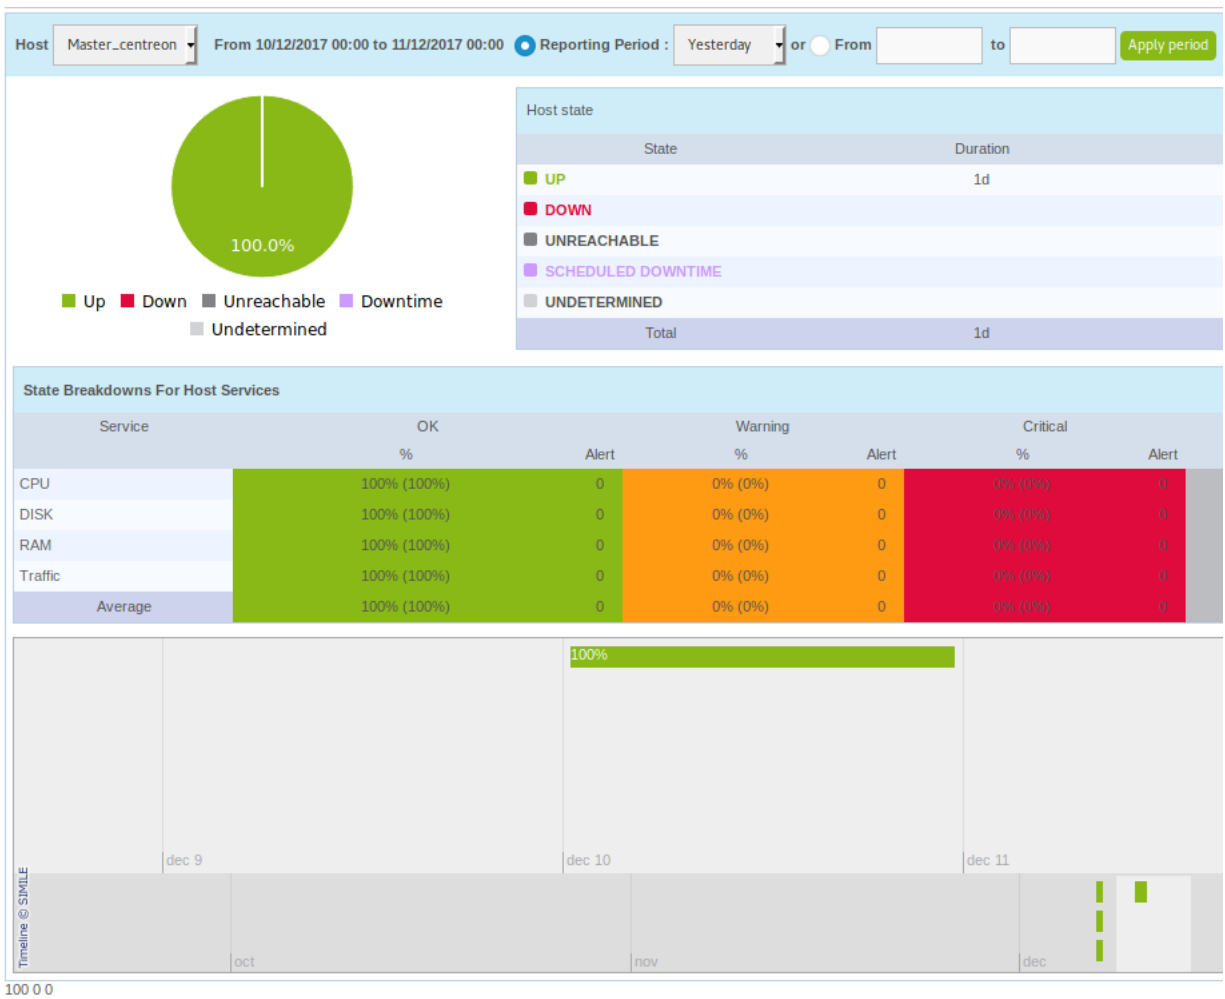 Host Master_centreon From 10/12/2017 00:00 to 11/12/2017 00:00 Reporting Period : Yesterday or From to Apply period
100.0%
Up Down Unreachable Downtime
Undetermined
Host state
State Duration
UP 1d
DOWN
UNREACHABLE
SCHEDULED DOWNTIME
UNDETERMINED
Total 1d
State Breakdowns For Host Services
Service OK Warning Critical
% Alert % Alert % Alert
CPU 100% (100%) 0 0% (0%) 0 0% (0%) 0
DISK 100% (100%) 0 0% (0%) 0 0% (0%) 0
RAM 100% (100%) 0 0% (0%) 0 0% (0%) 0
Traffic 100% (100%) 0 0% (0%) 0 0% (0%) 0
Average 100% (100%) 0 0% (0%) 0 0% (0%) 0
100%
dec 9 dec 10 dec 11
Timeline © SIMILE
oct nov dec
100 0 0